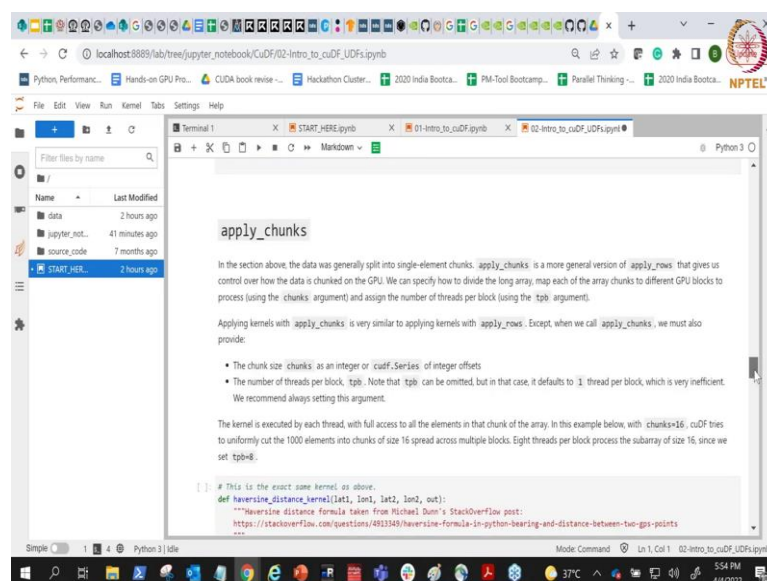 localhost:8889/lab/tree/jupyter_notebook/CuDF/02-Intro_to_cuDF_UDFs.ipynb
Python, Performanc...
Hands-on GPU Pro...
CUDA book revise -...
Hackathon Cluster...
2020 India Bootca...
PM-Tool Bootcamp...
Parallel Thinking -...
2020 India Bootca...
NPTEL
File Edit View Run Kernel Tabs Settings Help
Terminal 1
START_HERE.ipynb
01-Intro_to_cuDF.ipynb
02-Intro_to_cuDF_UDFs.ipynb
Markdown
Python 3
Filter files by name
/
Name Last Modified
data 2 hours ago
jupyter_not... 41 minutes ago
source_code 7 months ago
START_HER... 2 hours ago
apply_chunks
In the section above, the data was generally split into single-element chunks. apply_chunks is a more general version of apply_rows that gives us
control over how the data is chunked on the GPU. We can specify how to divide the long array, map each of the array chunks to different GPU blocks to
process (using the chunks argument) and assign the number of threads per block (using the tpb argument).
Applying kernels with apply_chunks is very similar to applying kernels with apply_rows. Except, when we call apply_chunks, we must also
provide:
• The chunk size chunks as an integer or cudf.Series of integer offsets
• The number of threads per block, tpb. Note that tpb can be omitted, but in that case, it defaults to 1 thread per block, which is very inefficient.
We recommend always setting this argument.
The kernel is executed by each thread, with full access to all the elements in that chunk of the array. In this example below, with chunks=16, cuDF tries
to uniformly cut the 1000 elements into chunks of size 16 spread across multiple blocks. Eight threads per block process the subarray of size 16, since we
set tpb=8.
[ ]: # This is the exact same kernel as above.
def haversine_distance_kernel(lat1, lon1, lat2, lon2, out):
"""Haversine distance formula taken from Michael Dunn's StackOverflow post:
https://stackoverflow.com/questions/4913349/haversine-formula-in-python-bearing-and-distance-between-two-gps-points
"""
Simple 1 4 Python 3 | Idle
Mode: Command Ln 1, Col 1 02-Intro_to_cuDF_UDFs.ipynb
37°C
5:54 PM